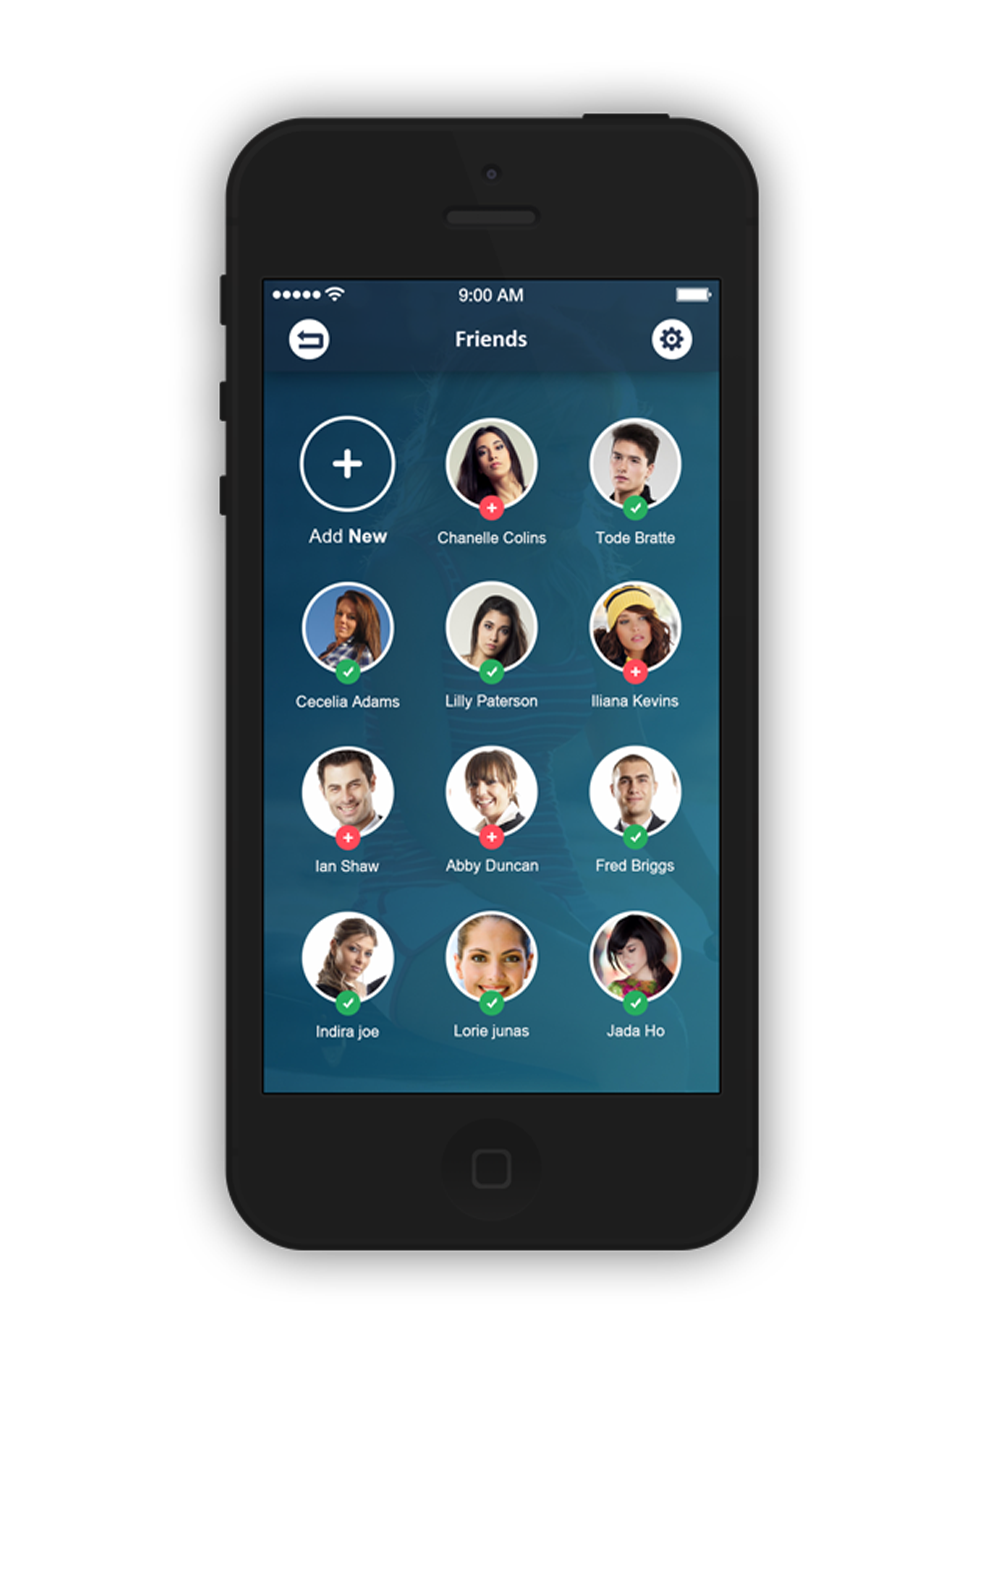 9:00 AM
Friends
Add New
Chanelle Colins
Tode Bratte
Cecelia Adams
Lilly Paterson
Iliana Kevins
Ian Shaw
Abby Duncan
Fred Briggs
Indira joe
Lorie junas
Jada Ho